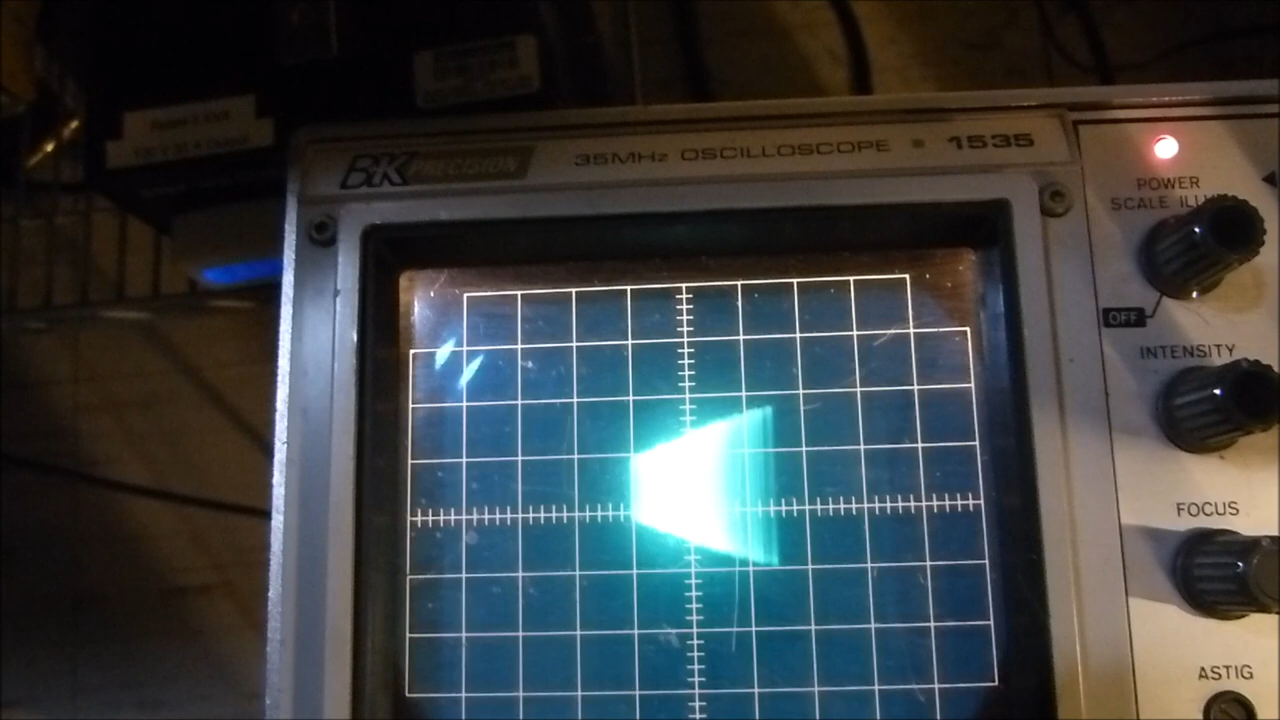 BK PRECISION 35MHz OSCILLOSCOPE 1535
POWER
SCALE ILLUM
OFF
INTENSITY
FOCUS
ASTIG